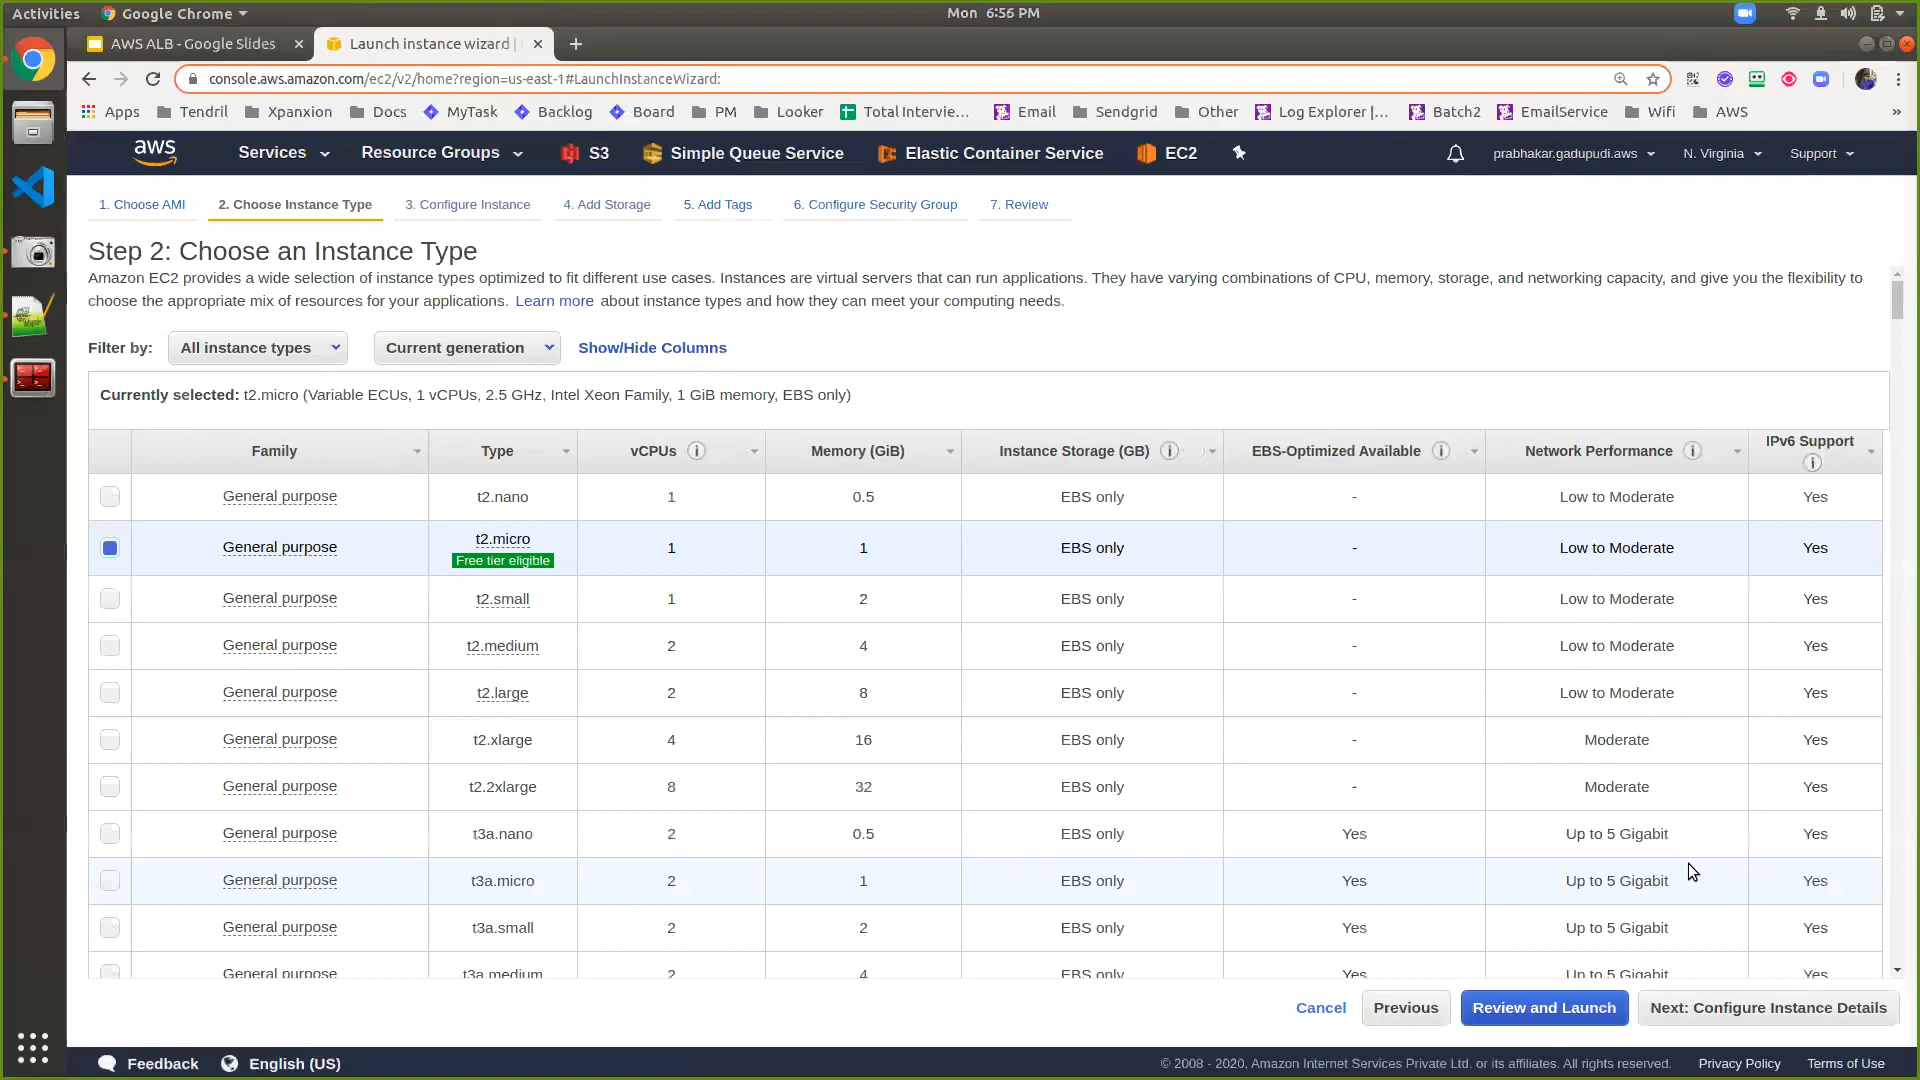 Activities Google Chrome Mon 6:56 PM
AWS ALB - Google Slides Launch instance wizard |
console.aws.amazon.com/ec2/v2/home?region=us-east-1#LaunchInstanceWizard:
Apps Tendril Xpanxion Docs MyTask Backlog Board PM Looker Total Intervie… Email Sendgrid Other Log Explorer |… Batch2 EmailService Wifi AWS »
aws Services Resource Groups S3 Simple Queue Service Elastic Container Service EC2 prabhakar.gadupudi.aws N. Virginia Support
1. Choose AMI 2. Choose Instance Type 3. Configure Instance 4. Add Storage 5. Add Tags 6. Configure Security Group 7. Review
Step 2: Choose an Instance Type
Amazon EC2 provides a wide selection of instance types optimized to fit different use cases. Instances are virtual servers that can run applications. They have varying combinations of CPU, memory, storage, and networking capacity, and give you the flexibility to
choose the appropriate mix of resources for your applications. Learn more about instance types and how they can meet your computing needs.
Filter by: All instance types Current generation Show/Hide Columns
Currently selected: t2.micro (Variable ECUs, 1 vCPUs, 2.5 GHz, Intel Xeon Family, 1 GiB memory, EBS only)
Family Type vCPUs Memory (GiB) Instance Storage (GB) EBS-Optimized Available Network Performance IPv6 Support
General purpose t2.nano 1 0.5 EBS only - Low to Moderate Yes
General purpose t2.micro 1 1 EBS only - Low to Moderate Yes
Free tier eligible
General purpose t2.small 1 2 EBS only - Low to Moderate Yes
General purpose t2.medium 2 4 EBS only - Low to Moderate Yes
General purpose t2.large 2 8 EBS only - Low to Moderate Yes
General purpose t2.xlarge 4 16 EBS only - Moderate Yes
General purpose t2.2xlarge 8 32 EBS only - Moderate Yes
General purpose t3a.nano 2 0.5 EBS only Yes Up to 5 Gigabit Yes
General purpose t3a.micro 2 1 EBS only Yes Up to 5 Gigabit Yes
General purpose t3a.small 2 2 EBS only Yes Up to 5 Gigabit Yes
General purpose t3a.medium 2 4 EBS only Yes Up to 5 Gigabit Yes
Cancel Previous Review and Launch Next: Configure Instance Details
Feedback English (US) © 2008 - 2020, Amazon Internet Services Private Ltd. or its affiliates. All rights reserved. Privacy Policy Terms of Use